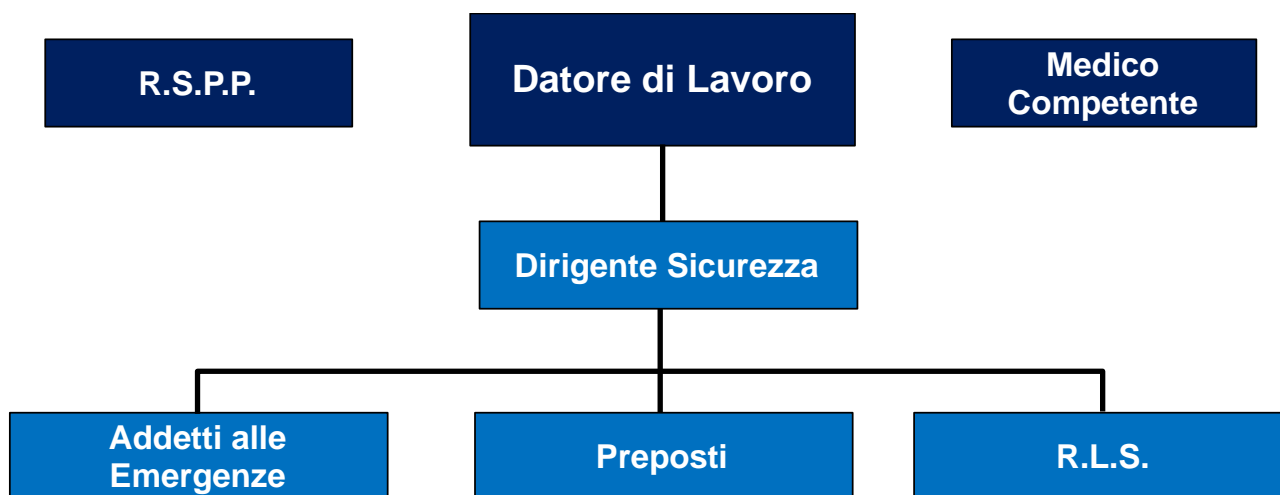 R.S.P.P.
Datore di Lavoro
Medico
Competente
Dirigente Sicurezza
Addetti alle
Emergenze
Preposti
R.L.S.